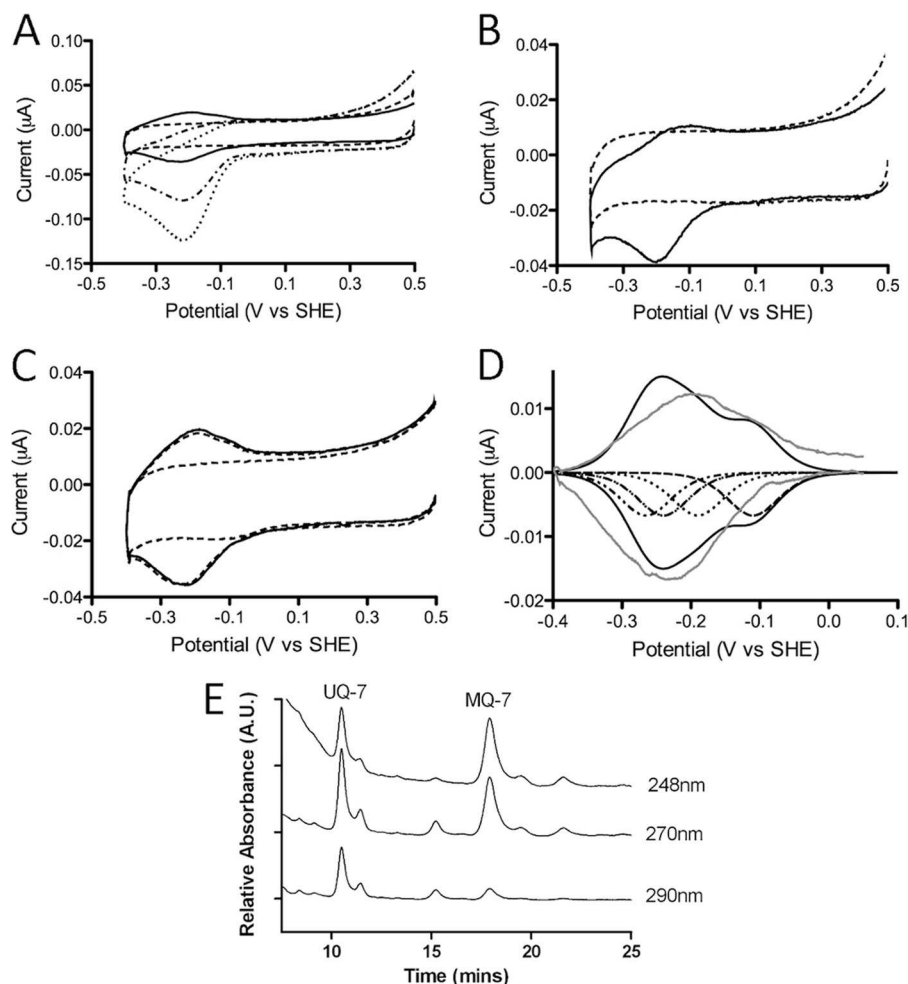 A
0.10
0.05
0.00
-0.05
-0.10
-0.15
Current (µA)
-0.5 -0.3 -0.1 0.1 0.3 0.5
Potential (V vs SHE)
B
0.04
0.02
0.00
-0.02
-0.04
Current (µA)
-0.5 -0.3 -0.1 0.1 0.3 0.5
Potential (V vs SHE)
C
0.04
0.02
0.00
-0.02
-0.04
Current (µA)
-0.5 -0.3 -0.1 0.1 0.3 0.5
Potential (V vs SHE)
D
0.01
0.00
-0.01
-0.02
Current (µA)
-0.4 -0.3 -0.2 -0.1 0.0 0.1
Potential (V vs SHE)
E
UQ-7 MQ-7
Relative Absorbance (A.U.)
248nm
270nm
290nm
10 15 20 25
Time (mins)